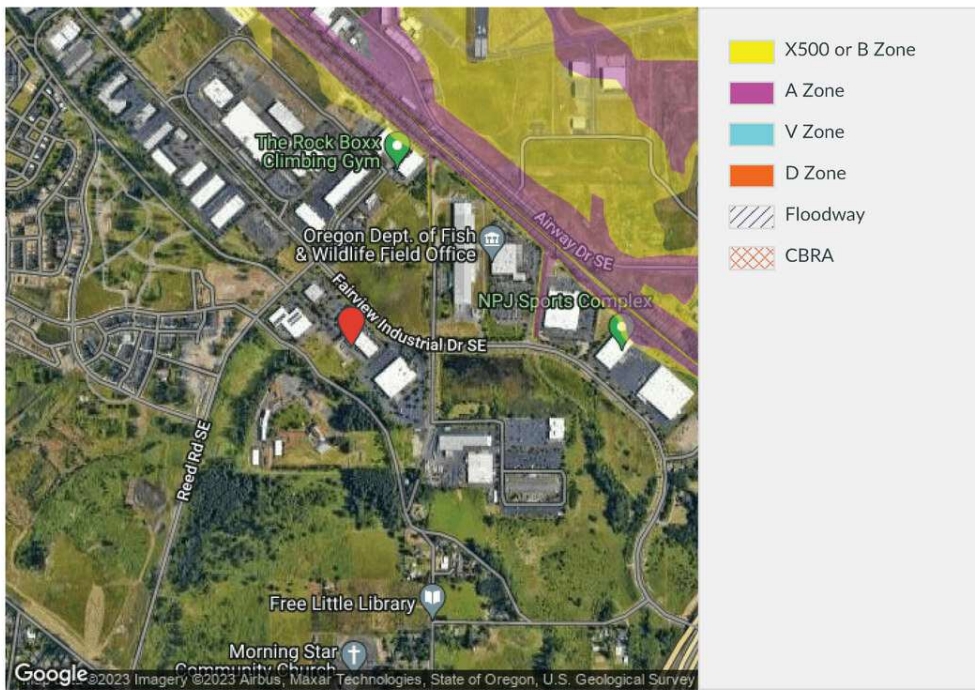 The Rock Boxx
Climbing Gym
Oregon Dept. of Fish
& Wildlife Field Office
Airway Dr SE
NPJ Sports Complex
Fairview Industrial Dr SE
Reed Rd SE
Free Little Library
Morning Star
Community Church
Google
©2023 Imagery ©2023 Airbus, Maxar Technologies, State of Oregon, U.S. Geological Survey
X500 or B Zone
A Zone
V Zone
D Zone
Floodway
CBRA